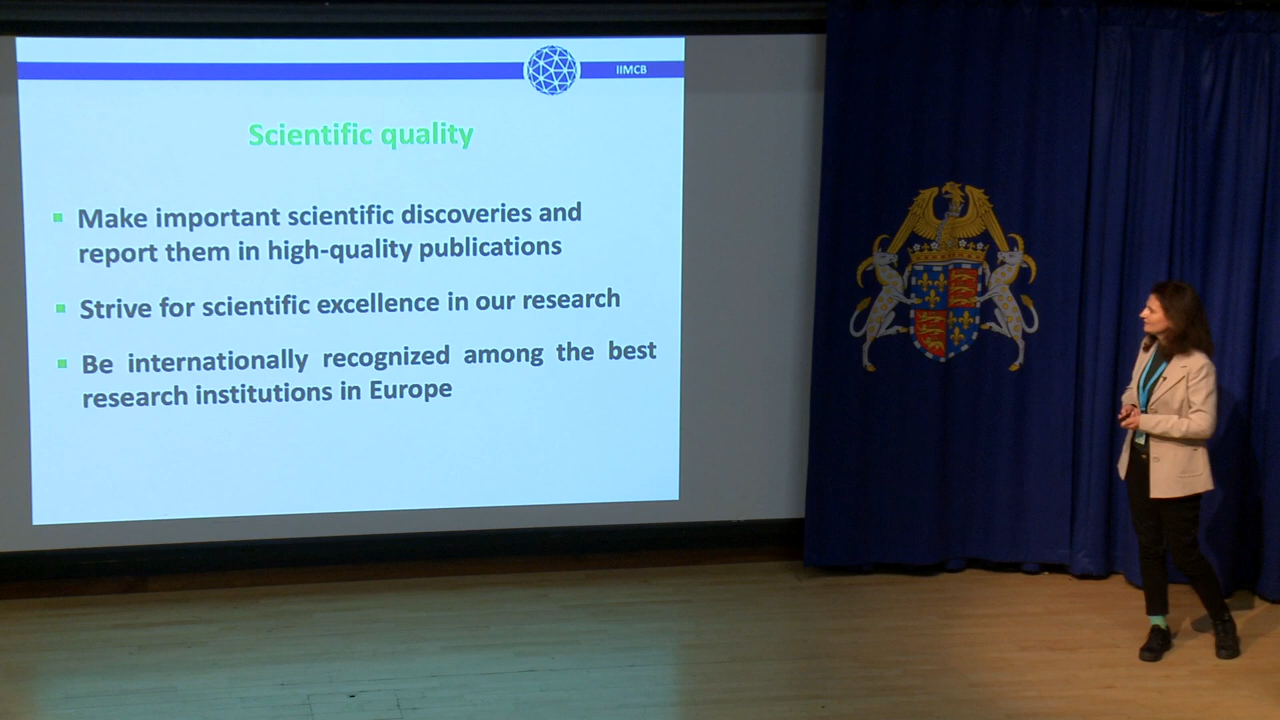 IIMCB
Scientific quality
Make important scientific discoveries and
report them in high-quality publications
Strive for scientific excellence in our research
Be internationally recognized among the best
research institutions in Europe